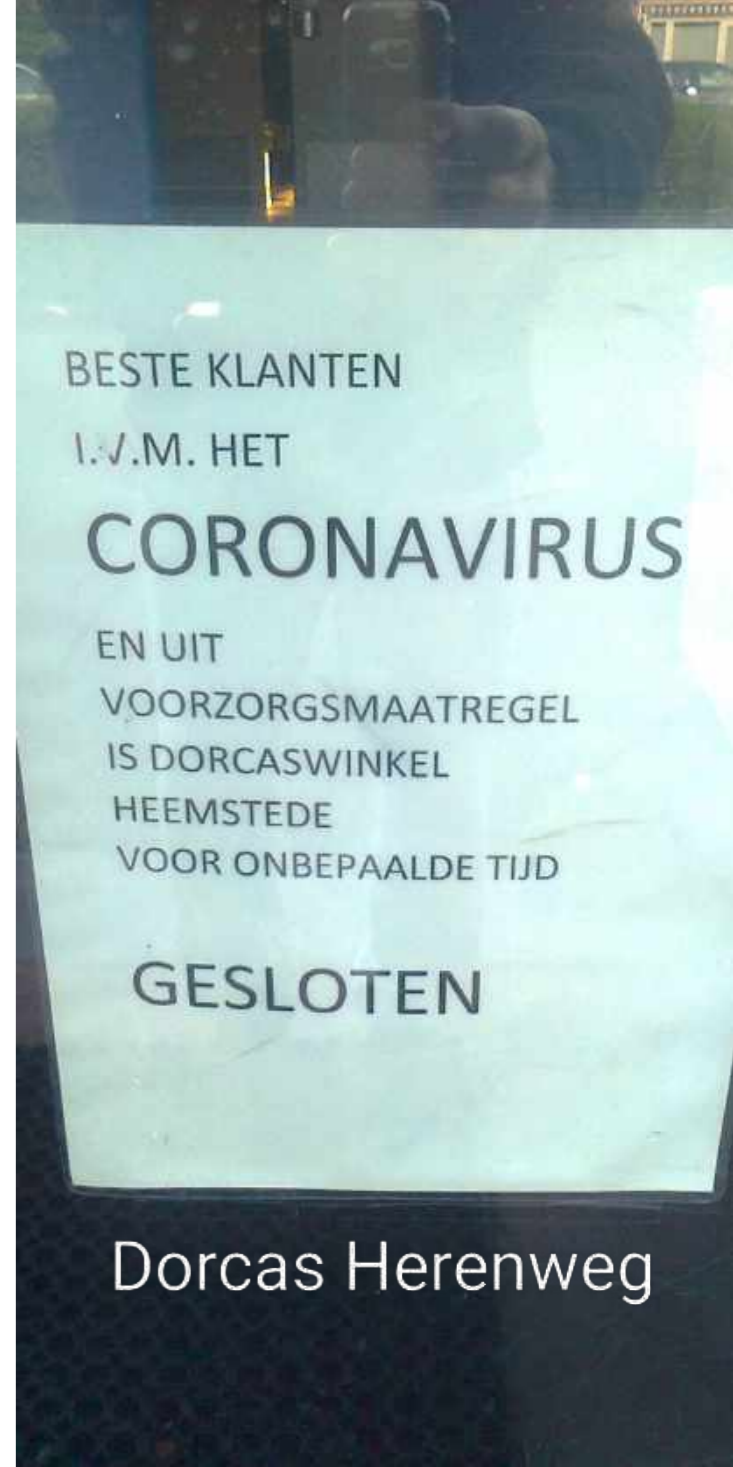 BESTE KLANTEN
I.V.M. HET
CORONAVIRUS
EN UIT
VOORZORGSMAATREGEL
IS DORCASWINKEL
HEEMSTEDE
VOOR ONBEPAALDE TIJD
GESLOTEN
Dorcas Herenweg